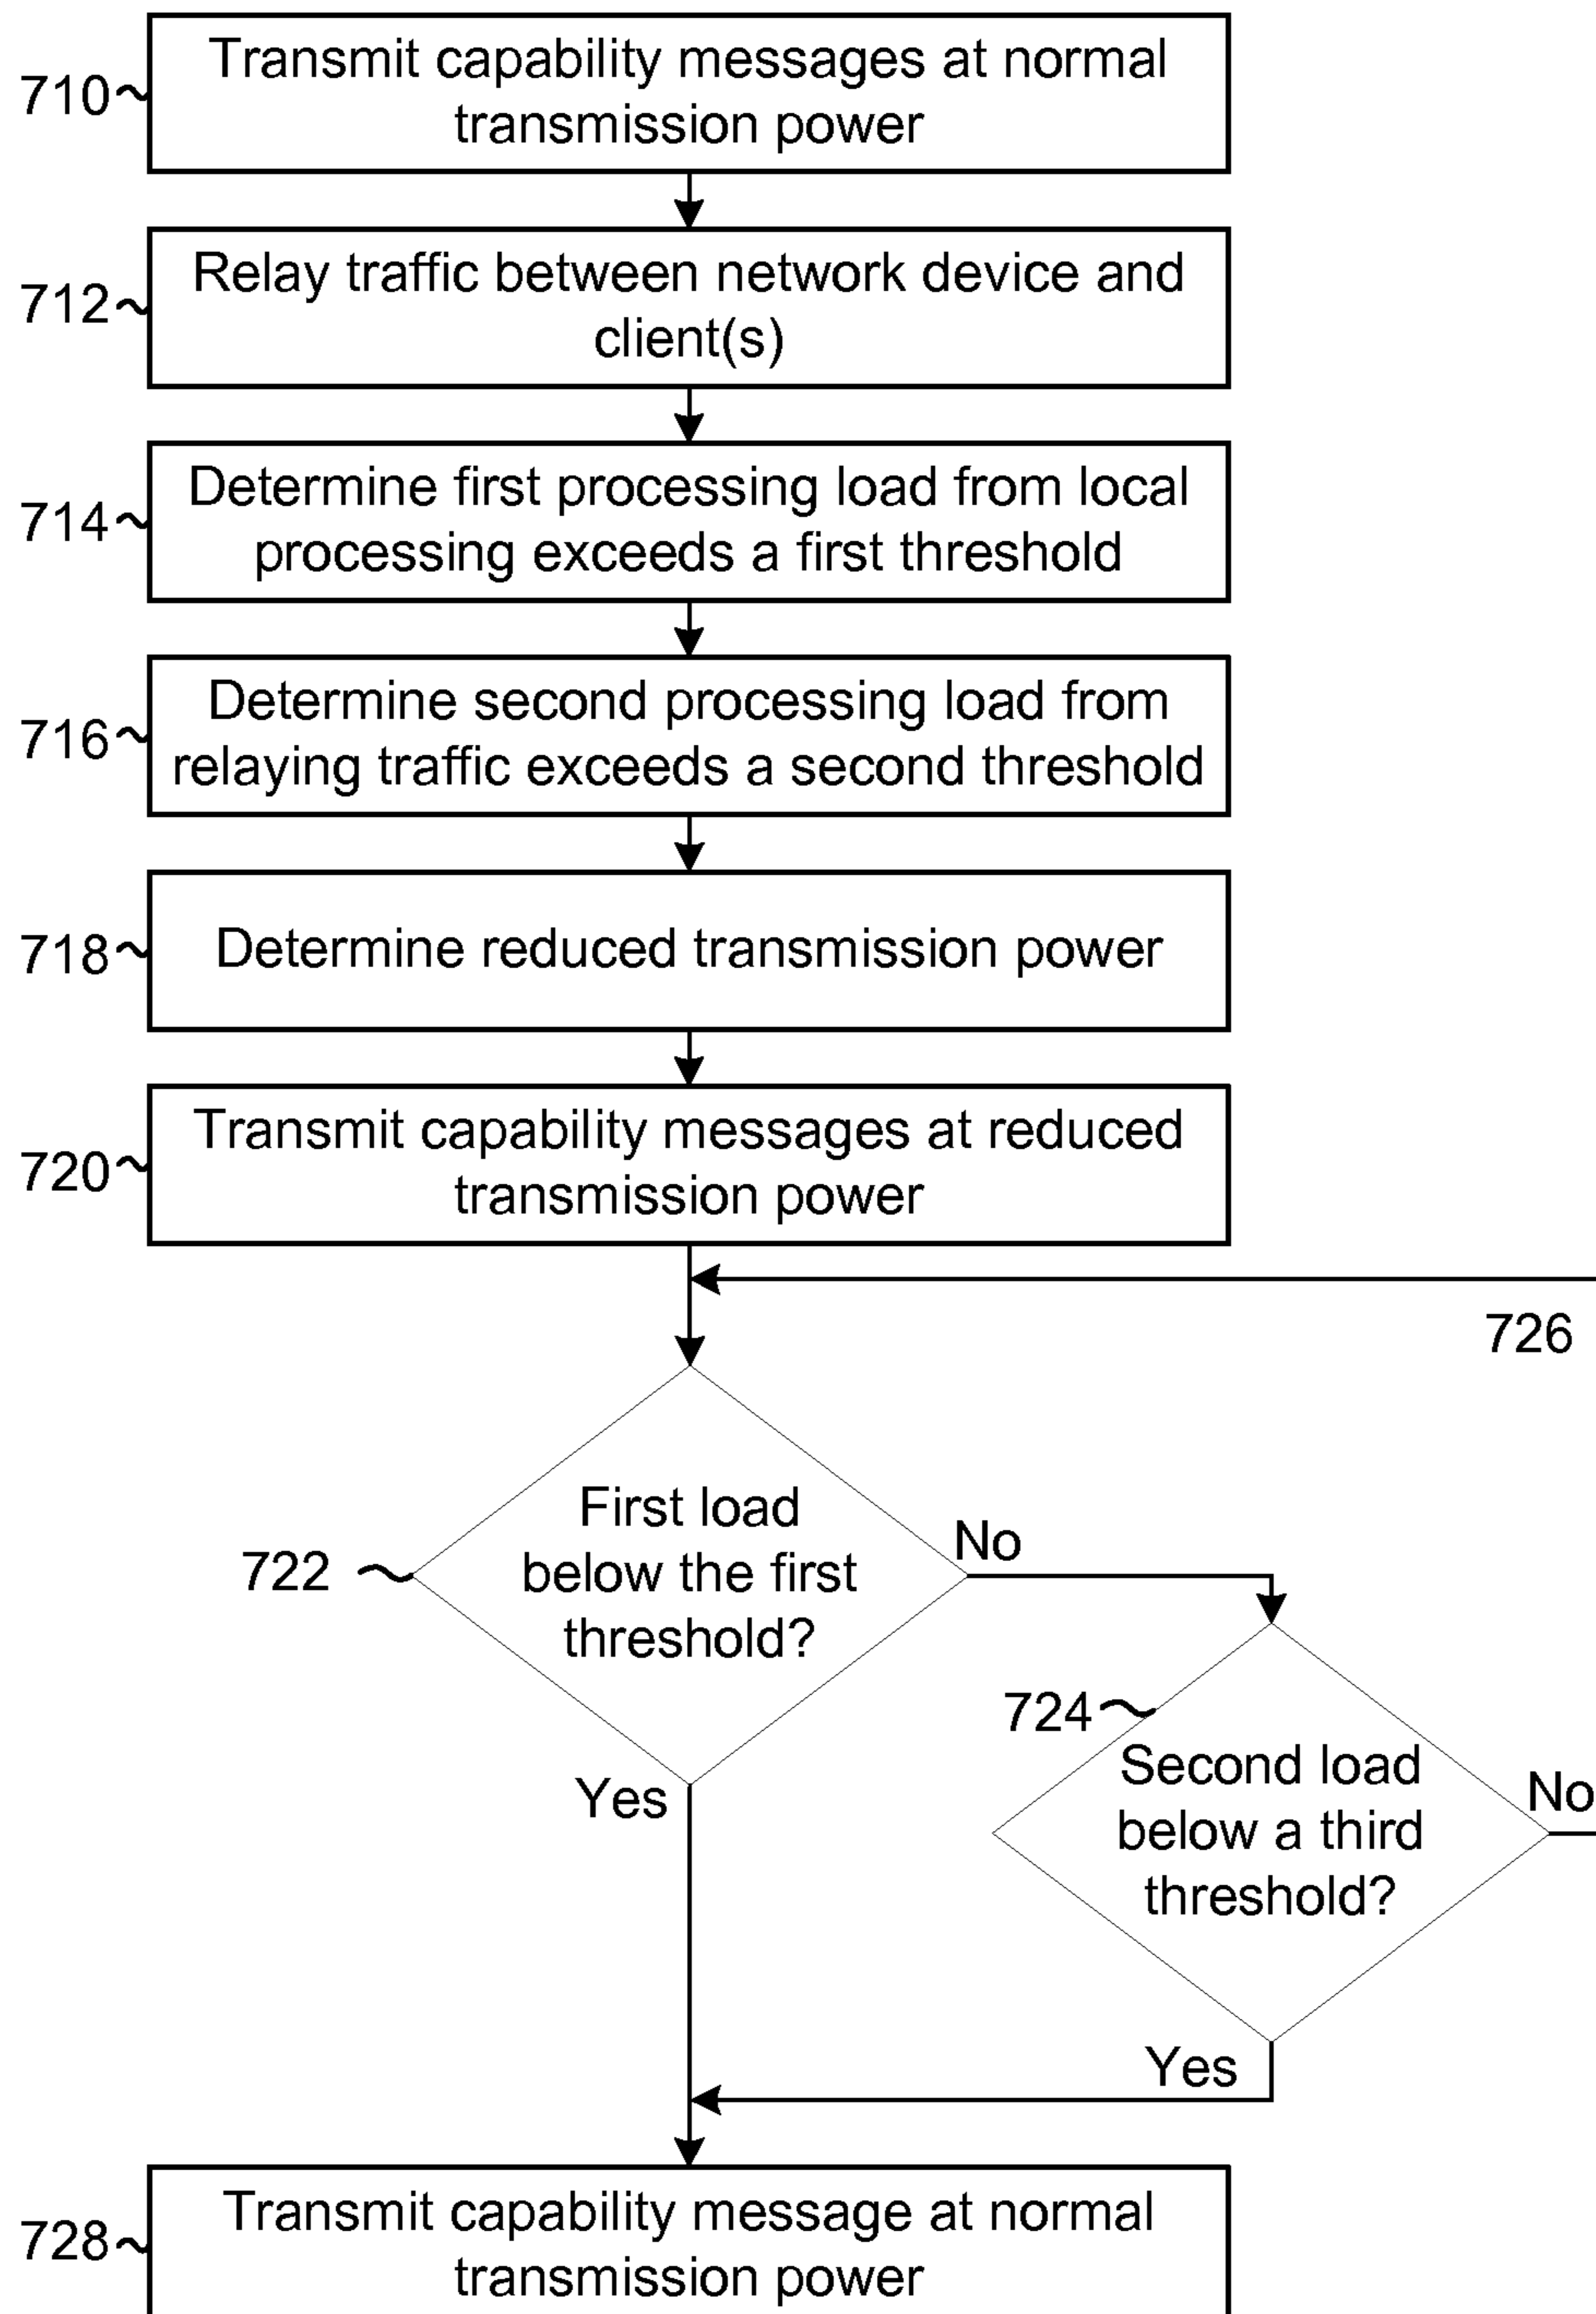 Transmit capability messages at normal
transmission power
710
Relay traffic between network device and
client(s)
712
Determine first processing load from local
processing exceeds a first threshold
714
Determine second processing load from
relaying traffic exceeds a second threshold
716
Determine reduced transmission power
718
Transmit capability messages at reduced
transmission power
720
726
First load
below the first
threshold?
722
No
Yes
724
Second load
below a third
threshold?
No
Yes
Transmit capability message at normal
transmission power
728